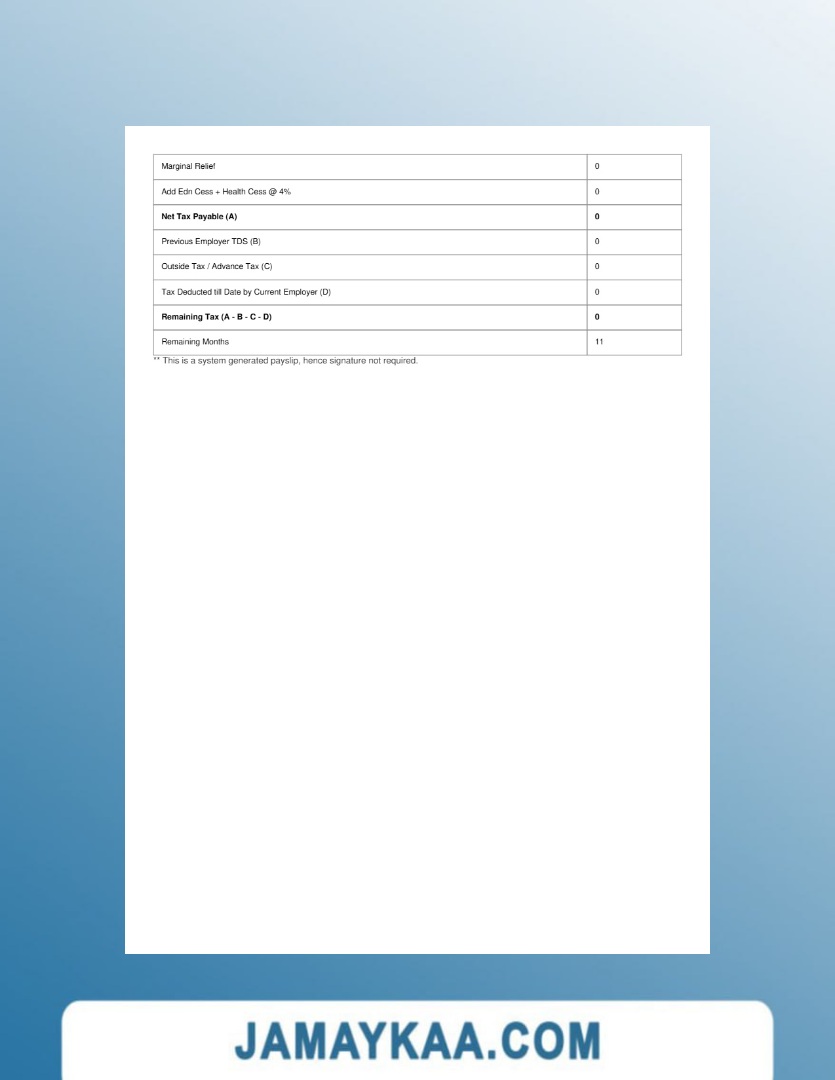 Marginal Relief 0
Add Edn Cess + Health Cess @ 4% 0
Net Tax Payable (A) 0
Previous Employer TDS (B) 0
Outside Tax / Advance Tax (C) 0
Tax Deducted till Date by Current Employer (D) 0
Remaining Tax (A - B - C - D) 0
Remaining Months 11
** This is a system generated payslip, hence signature not required.
JAMAYKAA.COM